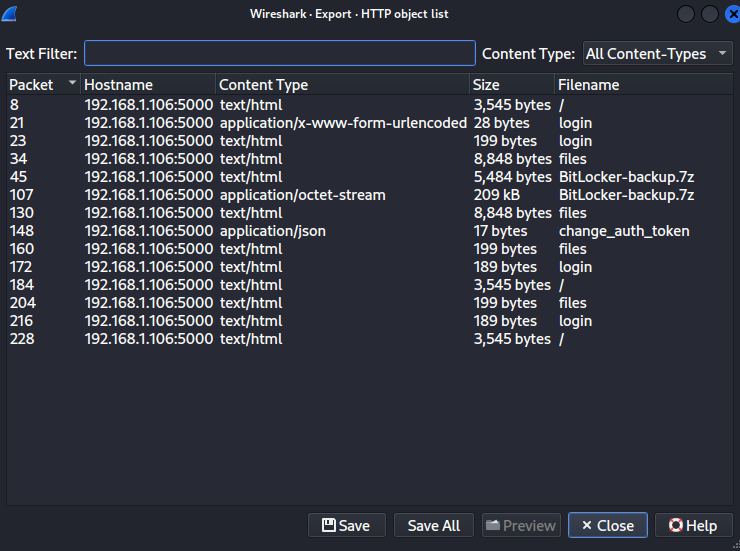 Wireshark · Export · HTTP object list
Text Filter: Content Type: All Content-Types
Packet Hostname Content Type Size Filename
8 192.168.1.106:5000 text/html 3,545 bytes /
21 192.168.1.106:5000 application/x-www-form-urlencoded 28 bytes login
23 192.168.1.106:5000 text/html 199 bytes login
34 192.168.1.106:5000 text/html 8,848 bytes files
45 192.168.1.106:5000 text/html 5,484 bytes BitLocker-backup.7z
107 192.168.1.106:5000 application/octet-stream 209 kB BitLocker-backup.7z
130 192.168.1.106:5000 text/html 8,848 bytes files
148 192.168.1.106:5000 application/json 17 bytes change_auth_token
160 192.168.1.106:5000 text/html 199 bytes files
172 192.168.1.106:5000 text/html 189 bytes login
184 192.168.1.106:5000 text/html 3,545 bytes /
204 192.168.1.106:5000 text/html 199 bytes files
216 192.168.1.106:5000 text/html 189 bytes login
228 192.168.1.106:5000 text/html 3,545 bytes /
Save Save All Preview Close Help